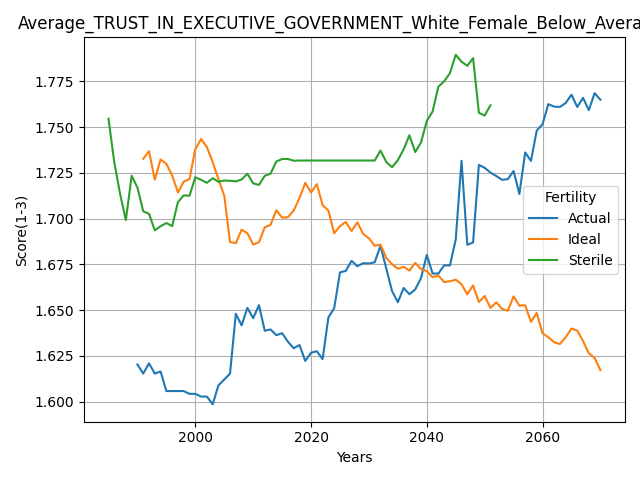 Average_TRUST_IN_EXECUTIVE_GOVERNMENT_White_Female_Below_Avera
1.775
1.750
1.725
1.700
1.675
1.650
1.625
1.600
Score(1-3)
Fertility
Actual
Ideal
Sterile
2000
2020
2040
2060
Years